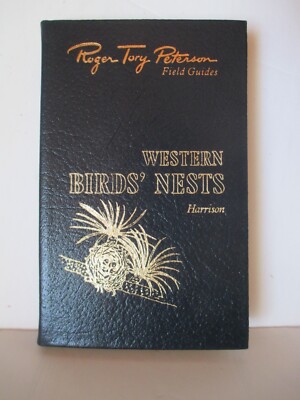 Roger Tory Peterson
Field Guides
WESTERN
BIRDS' NESTS
Harrison